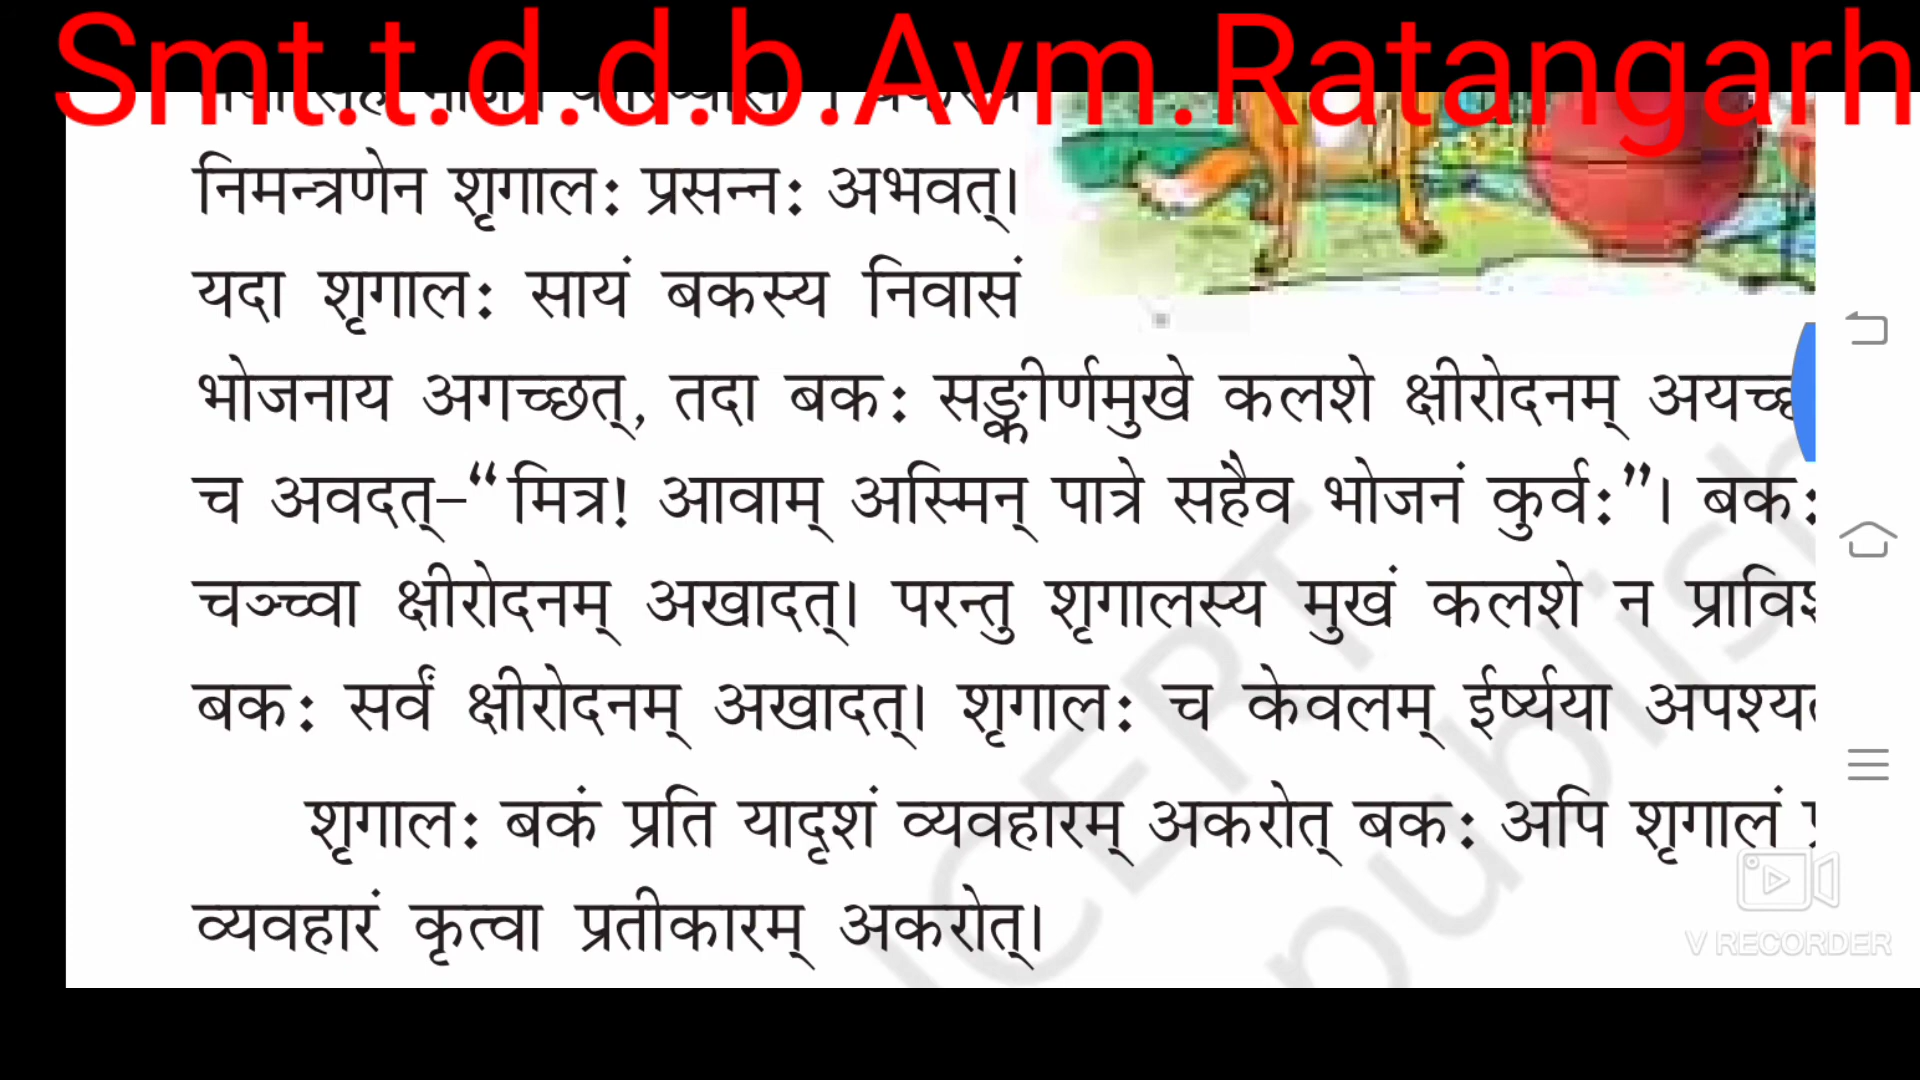 Smt.t.d.d.b.Avm.Ratangarh
निमन्त्रणेन शृगालः प्रसन्नः अभवत्।
यदा शृगालः सायं बकस्य निवासं
भोजनाय अगच्छत्, तदा बकः सङ्कीर्णमुखे कलशे क्षीरोदनम्
च अवदत्–“मित्र! आवाम् अस्मिन् पात्रे सहैव भोजनं कुर्वः”। बकः
चञ्च्वा क्षीरोदनम् अखादत्। परन्तु शृगालस्य मुखं कलशे न
बकः सर्वं क्षीरोदनम् अखादत्। शृगालः च केवलम् ईर्ष्यया
शृगालः बकं प्रति यादृशं व्यवहारम् अकरोत् बकः अपि शृगालं
व्यवहारं कृत्वा प्रतीकारम् अकरोत्।
V RECORDER